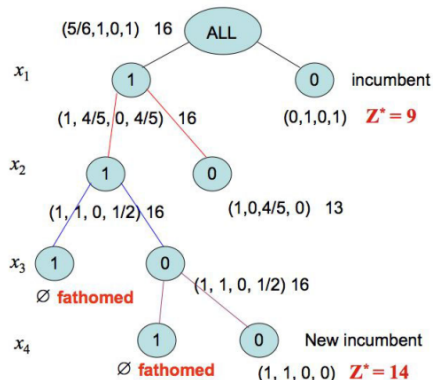 (5/6,1,0,1) 16 ALL
x₁ 1 0 incumbent
(1, 4/5, 0, 4/5) 16 (0,1,0,1) Z* = 9
x₂ 1 0
(1, 1, 0, 1/2) 16 (1,0,4/5, 0) 13
x₃ 1 0
(1, 1, 0, 1/2) 16
∅ fathomed
x₄ 1 0 New incumbent
∅ fathomed (1, 1, 0, 0) Z* = 14